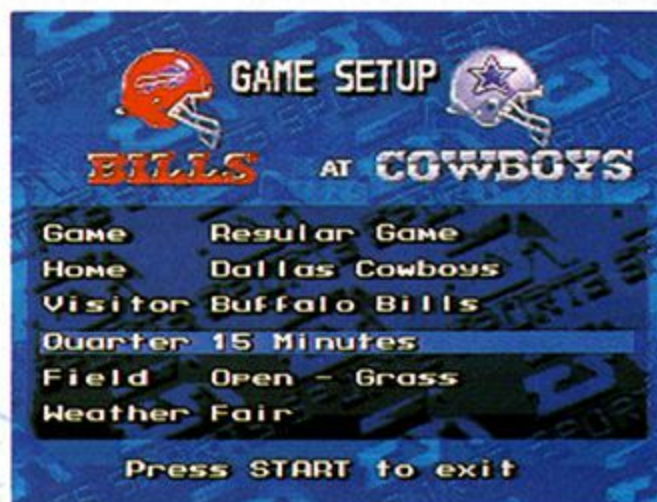 GAME SETUP
BILLS AT COWBOYS
Game Regular Game
Home Dallas Cowboys
Visitor Buffalo Bills
Quarter 15 Minutes
Field Open - Grass
Weather Fair
Press START to exit